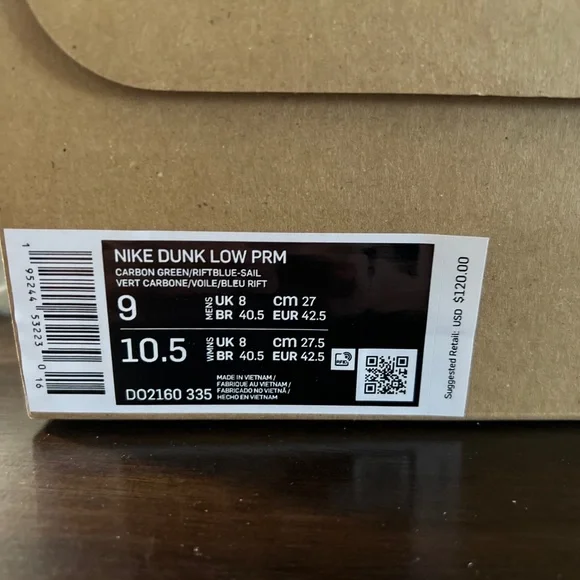 NIKE DUNK LOW PRM
CARBON GREEN/RIFTBLUE-SAIL
VERT CARBONE/VOILE/BLEU RIFT
9 MENS UK 8 CM 27
BR 40.5 EUR 42.5
10.5 WMNS UK 8 CM 27.5
BR 40.5 EUR 42.5
DO2160 335
MADE IN VIETNAM/
FABRIQUE AU VIETNAM/
FABRICADO NO VIETNÃ/
HECHO EN VIETNAM
1 95244 53223 0 16
Suggested Retail: USD $120.00